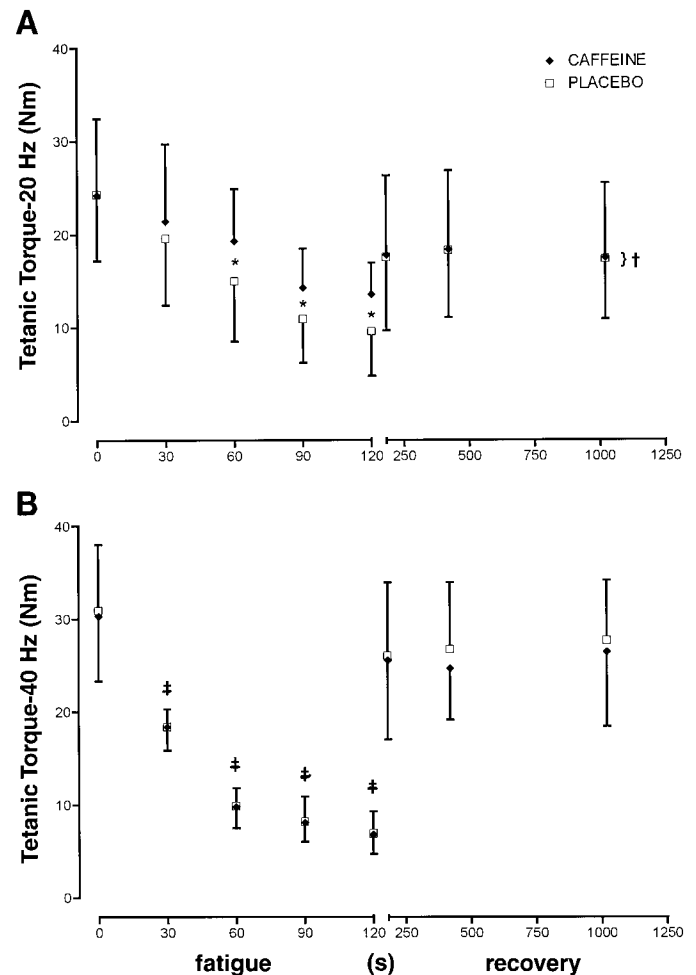 A
Tetanic Torque-20 Hz (Nm)
40
30
20
10
0
CAFFEINE
PLACEBO
*
*
*
} †
0 30 60 90 120 250 500 750 1000 1250
B
Tetanic Torque-40 Hz (Nm)
40
30
20
10
0
‡
‡
‡
‡
0 30 60 90 120 250 500 750 1000 1250
fatigue (s) recovery